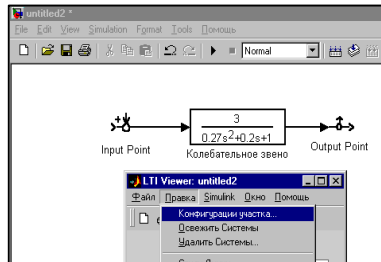 untitled2 *
File Edit View Simulation Format Tools Помощь
Normal
3
0.27s²+0.2s+1
Input Point
Колебательное звено
Output Point
LTI Viewer: untitled2
Файл Правка Simulink Окно Помощь
Конфигурации участка...
Освежить Системы
Удалить Системы...